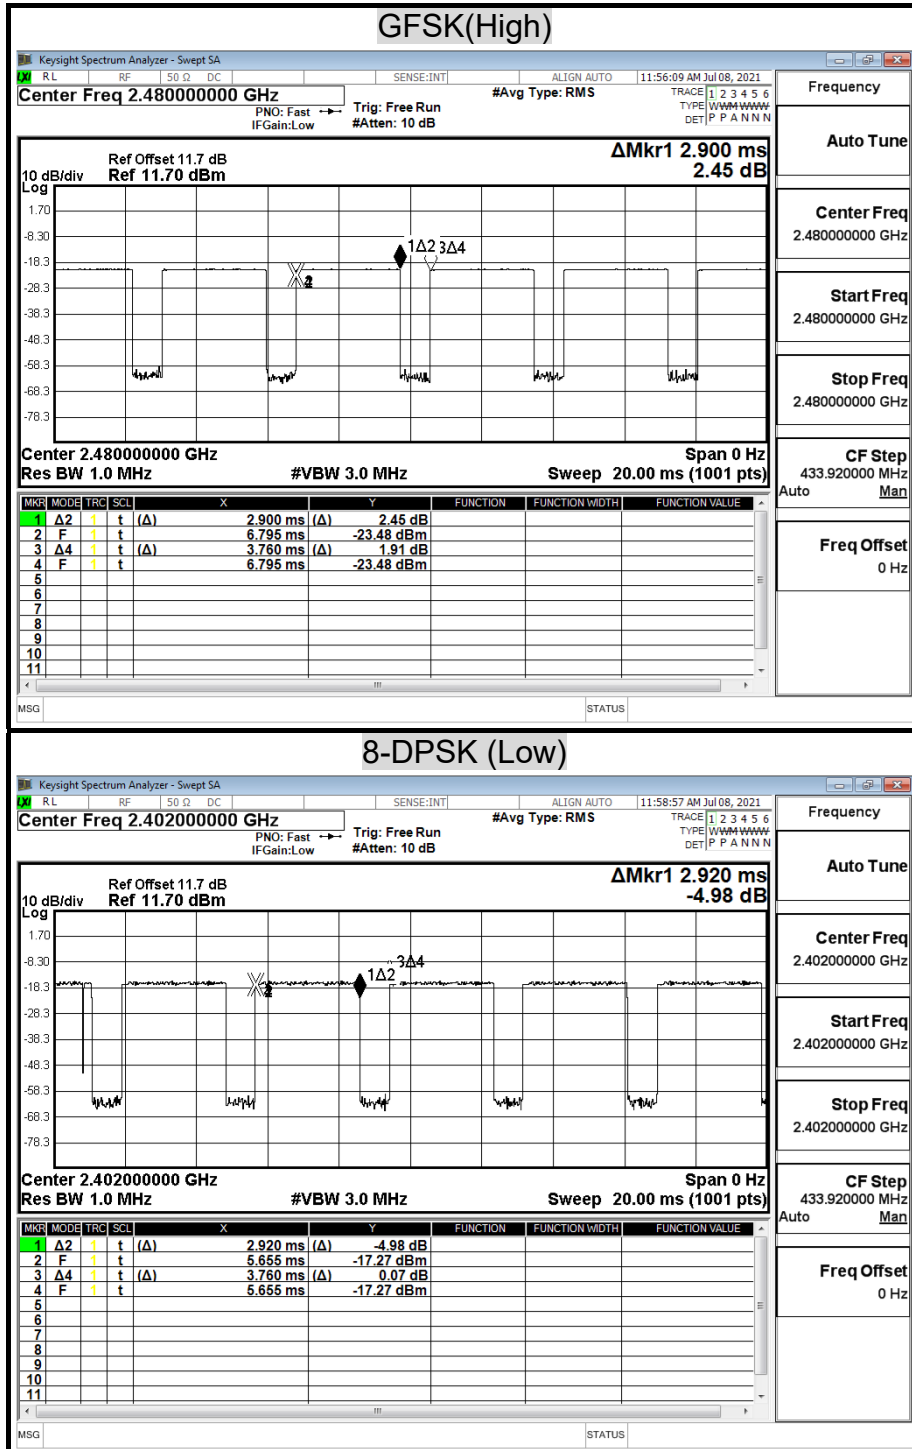 GFSK(High)
Keysight Spectrum Analyzer - Swept SA
LXI RL RF 50 Ω DC SENSE:INT ALIGN AUTO 11:56:09 AM Jul 08, 2021
Center Freq 2.480000000 GHz #Avg Type: RMS TRACE 1 2 3 4 5 6
PNO: Fast Trig: Free Run TYPE WWMWWWW
IFGain:Low #Atten: 10 dB DET P P A N N N
Frequency
Auto Tune
Center Freq
2.480000000 GHz
Start Freq
2.480000000 GHz
Stop Freq
2.480000000 GHz
CF Step
433.920000 MHz
Auto Man
Freq Offset
0 Hz
ΔMkr1 2.900 ms
2.45 dB
Ref Offset 11.7 dB
10 dB/div Ref 11.70 dBm
Log
1.70
-8.30
-18.3
-28.3
-38.3
-48.3
-58.3
-68.3
-78.3
1Δ2 3Δ4
Center 2.480000000 GHz Span 0 Hz
Res BW 1.0 MHz #VBW 3.0 MHz Sweep 20.00 ms (1001 pts)
MKR MODE TRC SCL X Y FUNCTION FUNCTION WIDTH FUNCTION VALUE
1 Δ2 1 t (Δ) 2.900 ms (Δ) 2.45 dB
2 F 1 t 6.795 ms -23.48 dBm
3 Δ4 1 t (Δ) 3.760 ms (Δ) 1.91 dB
4 F 1 t 6.795 ms -23.48 dBm
5
6
7
8
9
10
11
MSG STATUS
8-DPSK (Low)
Keysight Spectrum Analyzer - Swept SA
LXI RL RF 50 Ω DC SENSE:INT ALIGN AUTO 11:58:57 AM Jul 08, 2021
Center Freq 2.402000000 GHz #Avg Type: RMS TRACE 1 2 3 4 5 6
PNO: Fast Trig: Free Run TYPE WWMWWWW
IFGain:Low #Atten: 10 dB DET P P A N N N
Frequency
Auto Tune
Center Freq
2.402000000 GHz
Start Freq
2.402000000 GHz
Stop Freq
2.402000000 GHz
CF Step
433.920000 MHz
Auto Man
Freq Offset
0 Hz
ΔMkr1 2.920 ms
-4.98 dB
Ref Offset 11.7 dB
10 dB/div Ref 11.70 dBm
Log
1.70
-8.30
-18.3
-28.3
-38.3
-48.3
-58.3
-68.3
-78.3
3Δ4
1Δ2
Center 2.402000000 GHz Span 0 Hz
Res BW 1.0 MHz #VBW 3.0 MHz Sweep 20.00 ms (1001 pts)
MKR MODE TRC SCL X Y FUNCTION FUNCTION WIDTH FUNCTION VALUE
1 Δ2 1 t (Δ) 2.920 ms (Δ) -4.98 dB
2 F 1 t 5.655 ms -17.27 dBm
3 Δ4 1 t (Δ) 3.760 ms (Δ) 0.07 dB
4 F 1 t 5.655 ms -17.27 dBm
5
6
7
8
9
10
11
MSG STATUS